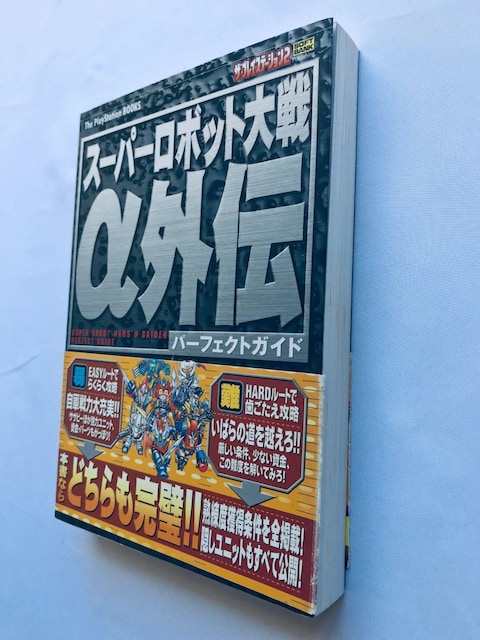 The PlayStation BOOKS
ザ・プレイステーション2
SOFT
BANK
スーパーロボット大戦
α外伝
SUPER ROBOT WARS α GAIDEN
PERFECT GUIDE
パーフェクトガイド
易
EASYルートで
らくらく攻略
自軍戦力大充実!!
難
HARDルートで
歯ごたえ攻略
いばらの道を越えろ!!
厳しい条件、少ない資金、
この難度を解いてみろ!
本書なら
どちらも完璧!!
熟練度獲得条件を全掲載!
隠しユニットもすべて公開!